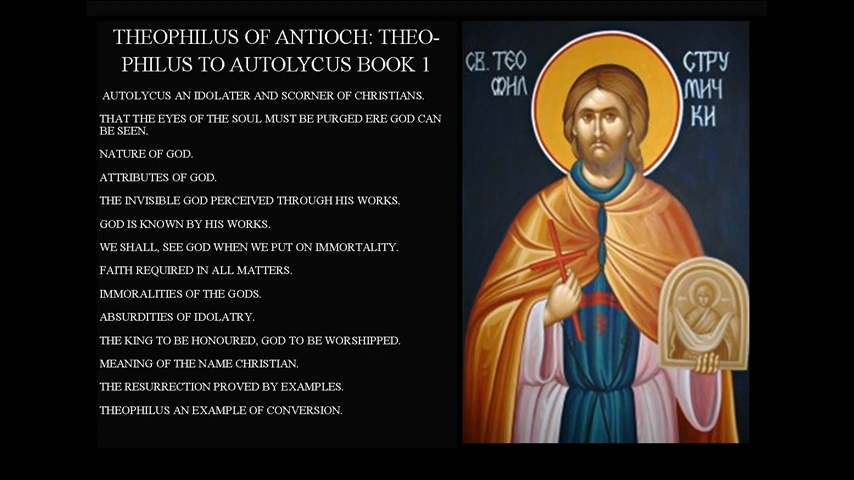 THEOPHILUS OF ANTIOCH: THEO-
PHILUS TO AUTOLYCUS BOOK 1
AUTOLYCUS AN IDOLATER AND SCORNER OF CHRISTIANS.
THAT THE EYES OF THE SOUL MUST BE PURGED ERE GOD CAN
BE SEEN.
NATURE OF GOD.
ATTRIBUTES OF GOD.
THE INVISIBLE GOD PERCEIVED THROUGH HIS WORKS.
GOD IS KNOWN BY HIS WORKS.
WE SHALL, SEE GOD WHEN WE PUT ON IMMORTALITY.
FAITH REQUIRED IN ALL MATTERS.
IMMORALITIES OF THE GODS.
ABSURDITIES OF IDOLATRY.
THE KING TO BE HONOURED, GOD TO BE WORSHIPPED.
MEANING OF THE NAME CHRISTIAN.
THE RESURRECTION PROVED BY EXAMPLES.
THEOPHILUS AN EXAMPLE OF CONVERSION.
СВ. ТЕО
ФИЛ
СТРУ
МИЧ
КИ